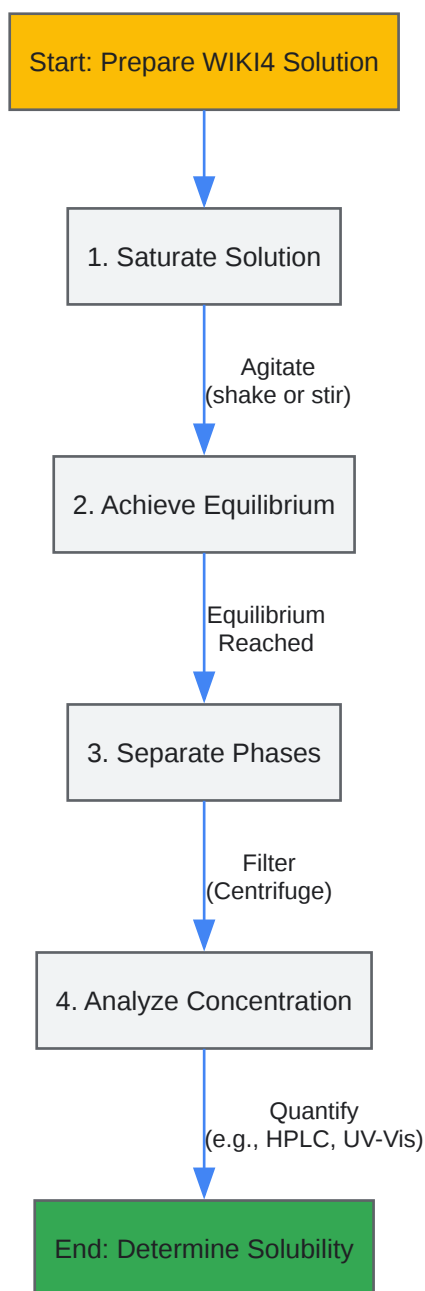 Start: Prepare WIKI4 Solution
1. Saturate Solution
Agitate
(shake or stir)
2. Achieve Equilibrium
Equilibrium
Reached
3. Separate Phases
Filter
(Centrifuge)
4. Analyze Concentration
Quantify
(e.g., HPLC, UV-Vis)
End: Determine Solubility